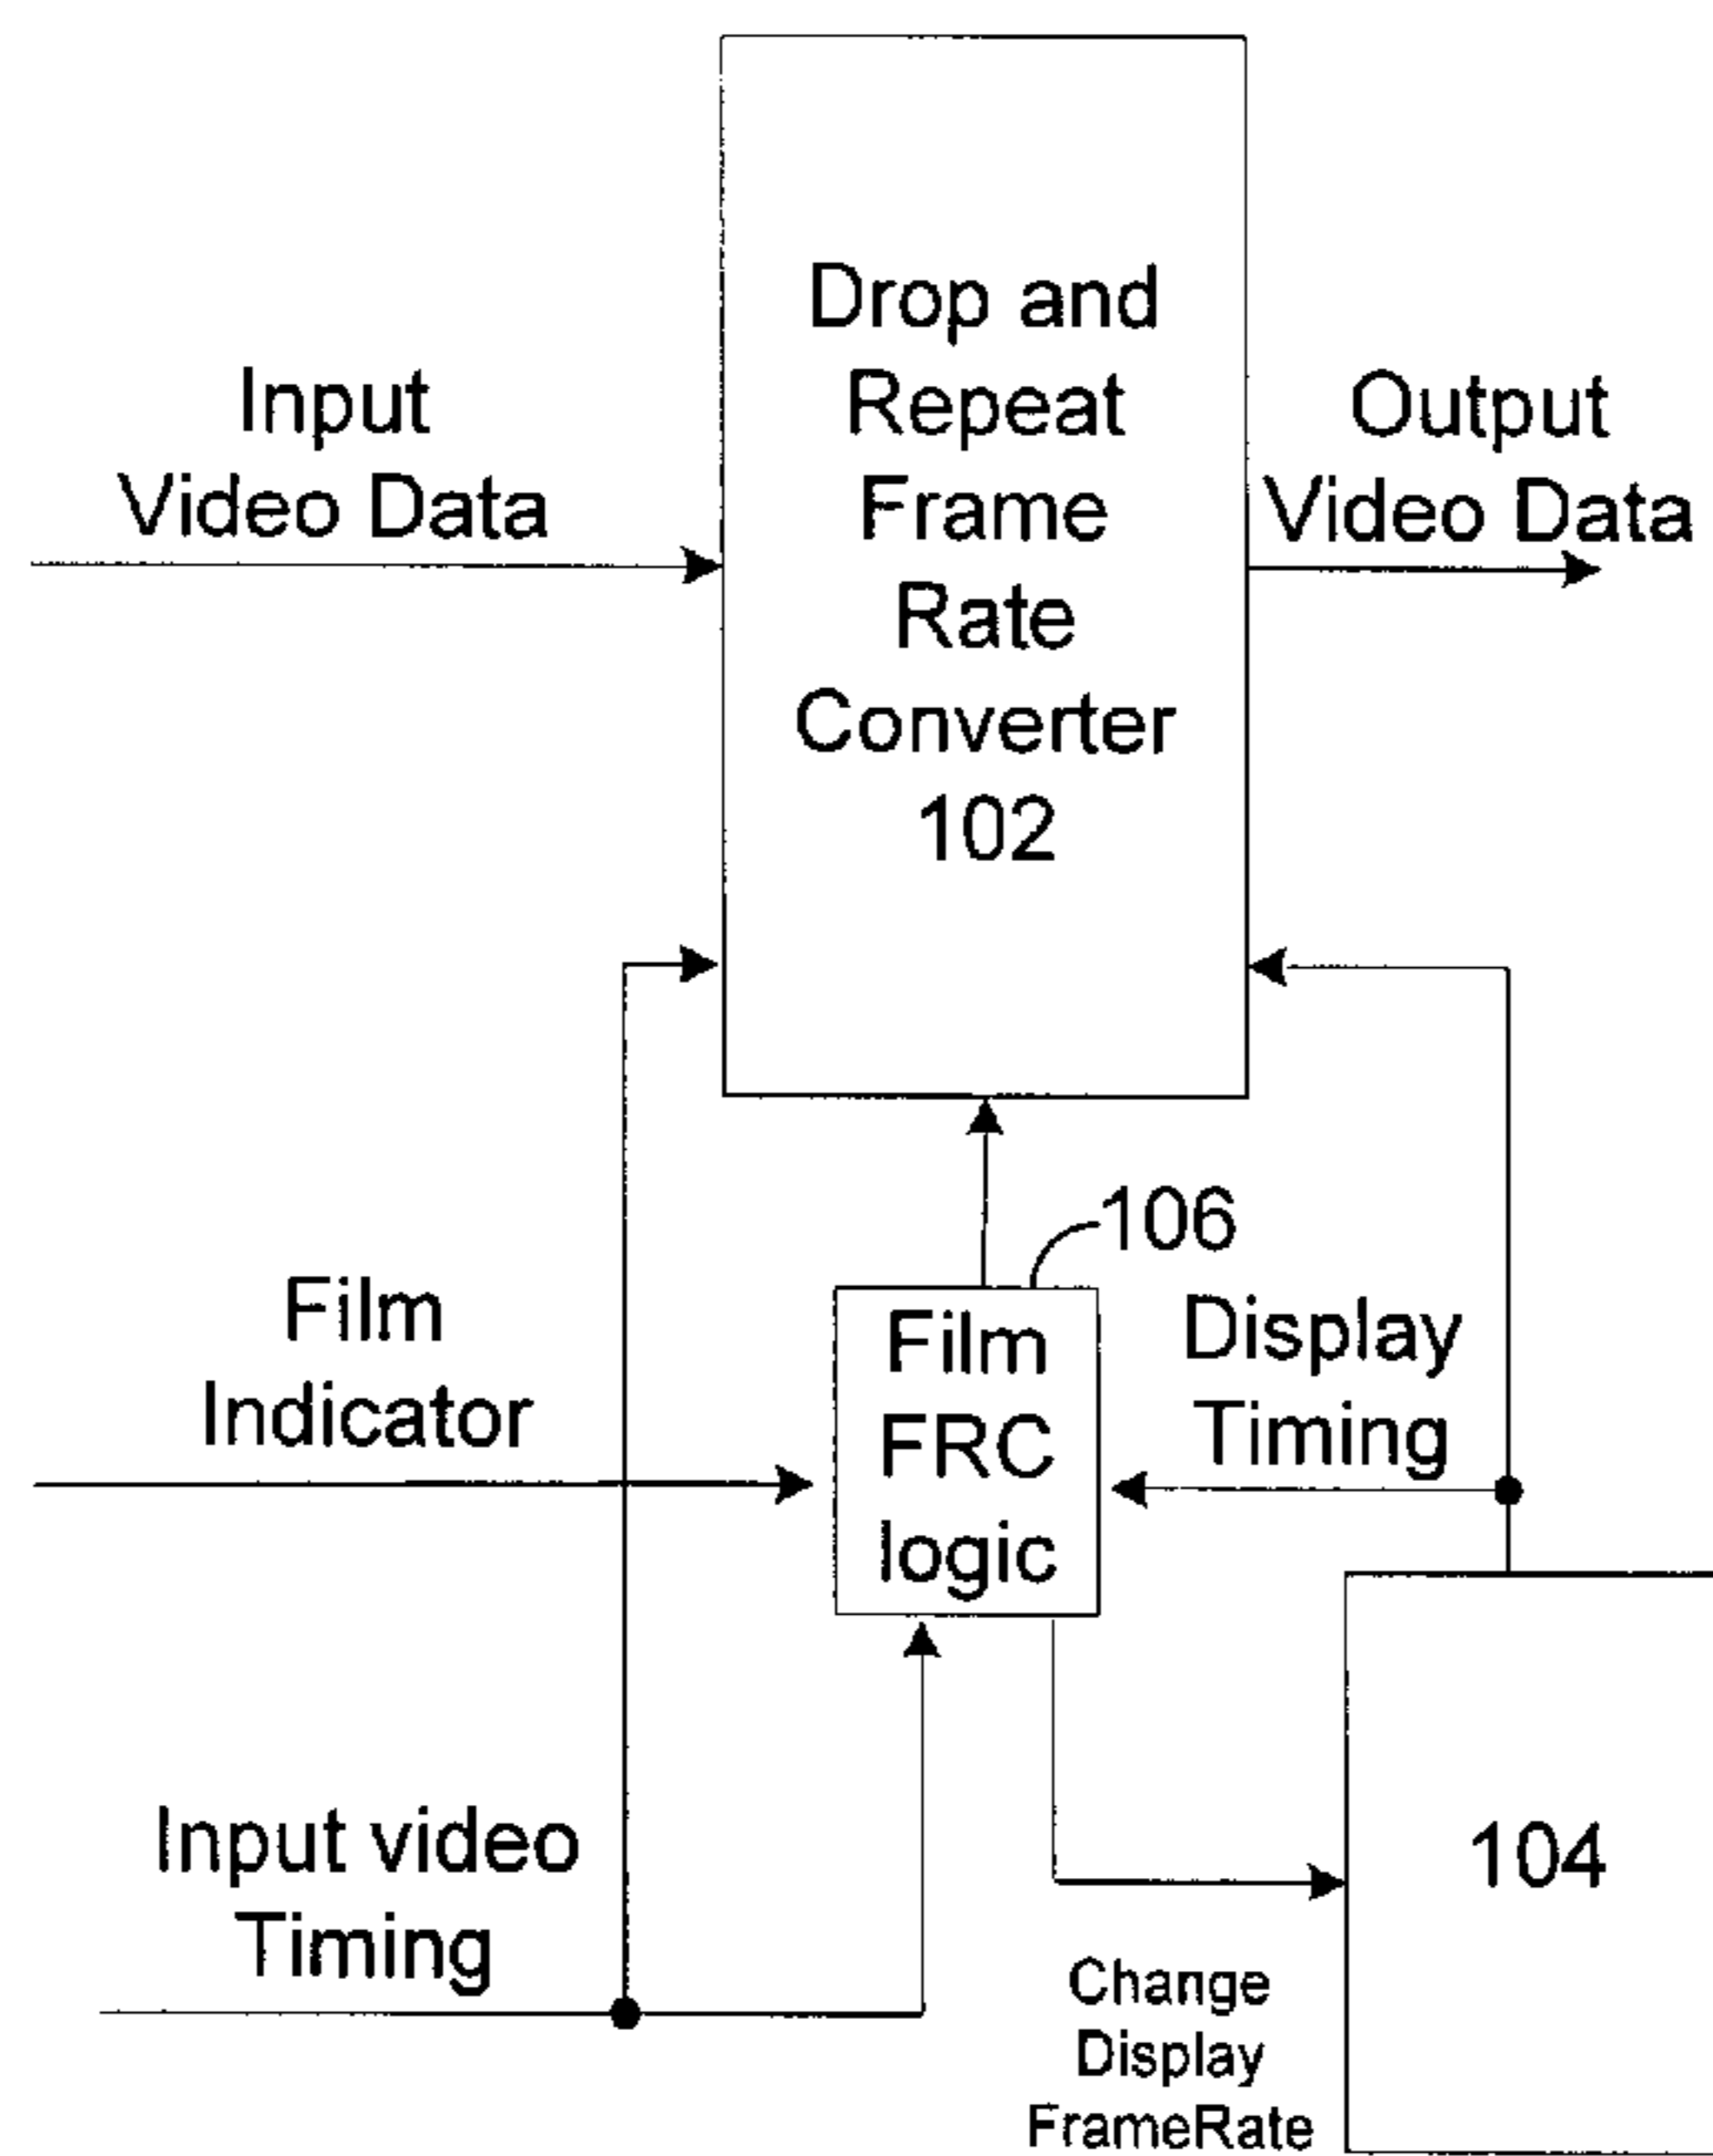 Drop and
Repeat
Frame
Rate
Converter
102
Input
Video Data
Output
Video Data
106
Film
Indicator
Film
FRC
logic
Display
Timing
Input video
Timing
104
Change
Display
FrameRate